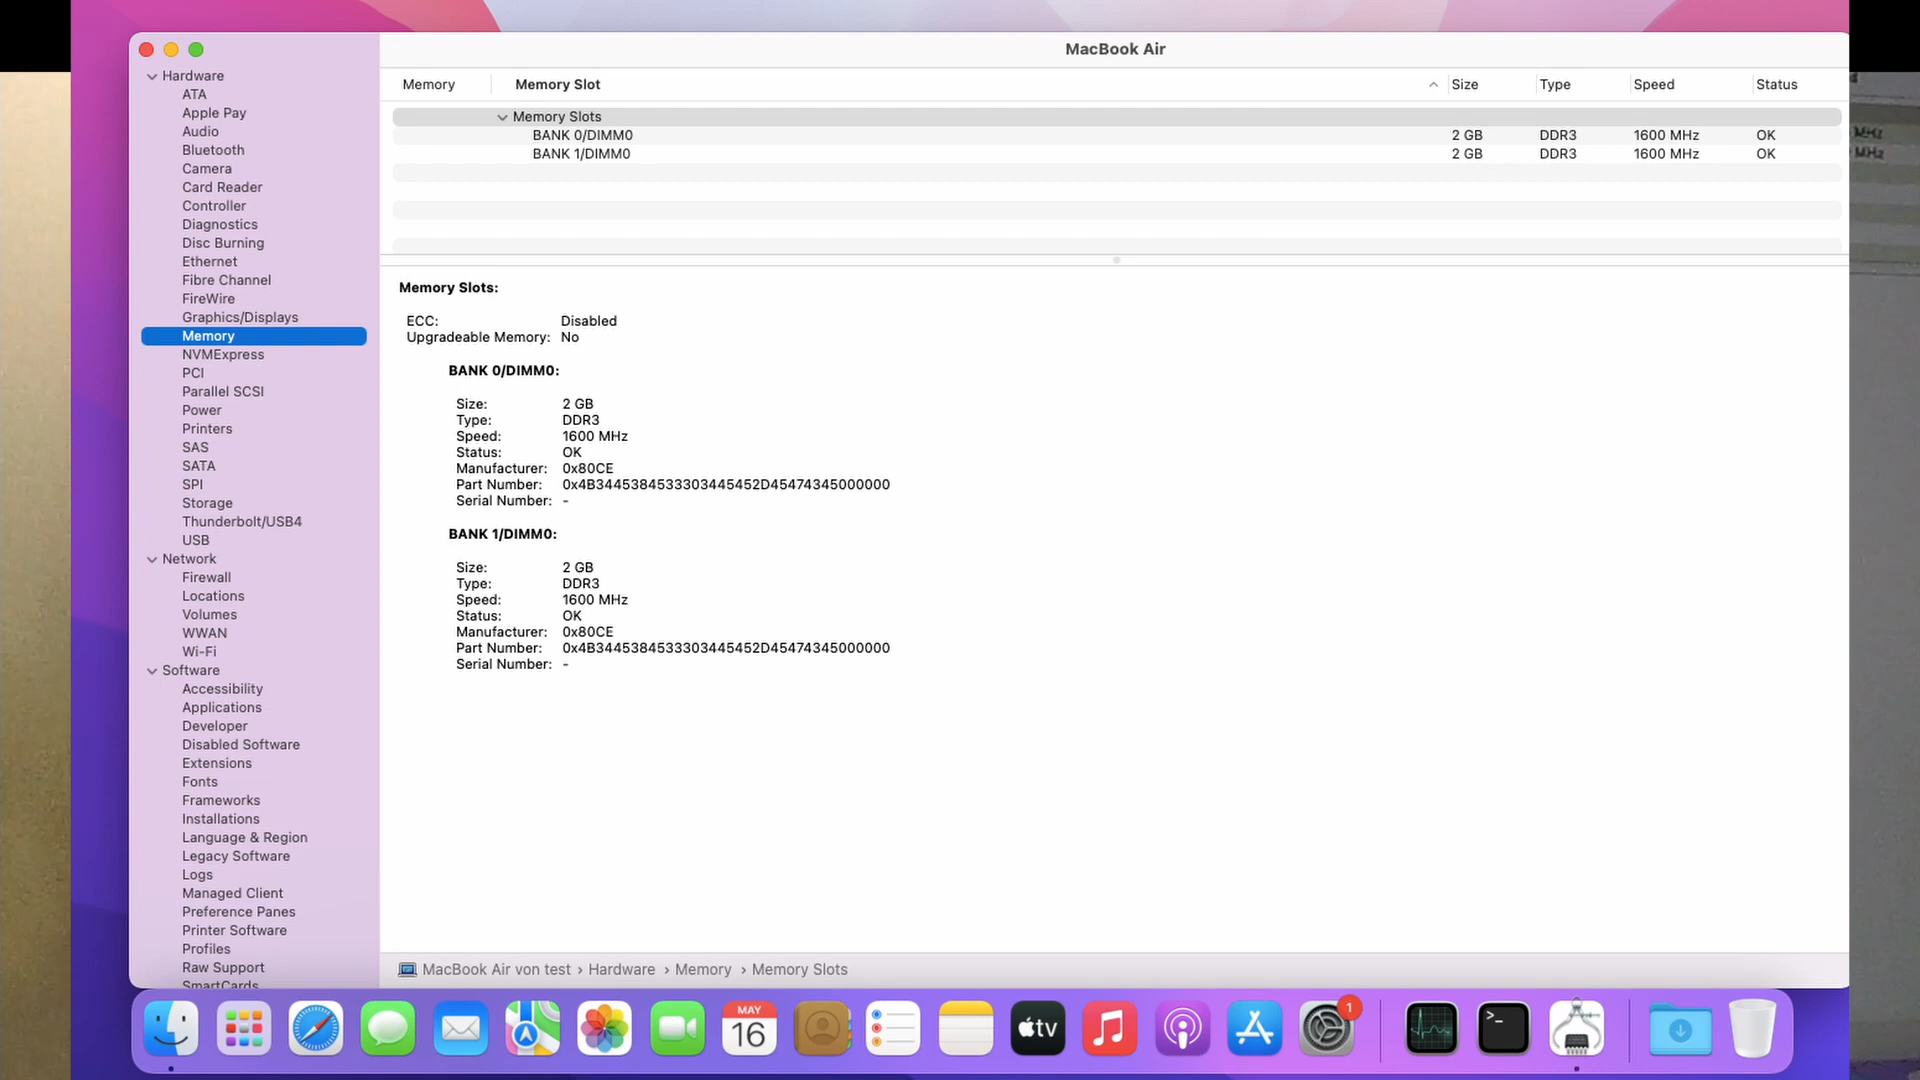 MacBook Air
Hardware
ATA
Apple Pay
Audio
Bluetooth
Camera
Card Reader
Controller
Diagnostics
Disc Burning
Ethernet
Fibre Channel
FireWire
Graphics/Displays
Memory
NVMExpress
PCI
Parallel SCSI
Power
Printers
SAS
SATA
SPI
Storage
Thunderbolt/USB4
USB
Network
Firewall
Locations
Volumes
WWAN
Wi-Fi
Software
Accessibility
Applications
Developer
Disabled Software
Extensions
Fonts
Frameworks
Installations
Language & Region
Legacy Software
Logs
Managed Client
Preference Panes
Printer Software
Profiles
Raw Support
SmartCards
Memory Memory Slot Size Type Speed Status
Memory Slots
BANK 0/DIMM0 2 GB DDR3 1600 MHz OK
BANK 1/DIMM0 2 GB DDR3 1600 MHz OK
Memory Slots:
ECC: Disabled
Upgradeable Memory: No
BANK 0/DIMM0:
Size: 2 GB
Type: DDR3
Speed: 1600 MHz
Status: OK
Manufacturer: 0x80CE
Part Number: 0x4B3445384533303445452D45474345000000
Serial Number: -
BANK 1/DIMM0:
Size: 2 GB
Type: DDR3
Speed: 1600 MHz
Status: OK
Manufacturer: 0x80CE
Part Number: 0x4B3445384533303445452D45474345000000
Serial Number: -
MacBook Air von test › Hardware › Memory › Memory Slots
MAY
16
tv
1
>_
MHz
MHz